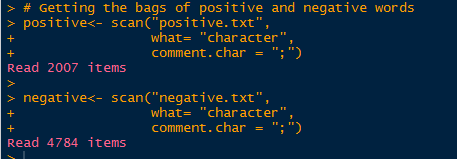 > # Getting the bags of positive and negative words
> positive<- scan("positive.txt",
+                 what= "character",
+                 comment.char = ";")
Read 2007 items
>
> negative<- scan("negative.txt",
+                 what= "character",
+                 comment.char = ";")
Read 4784 items
>